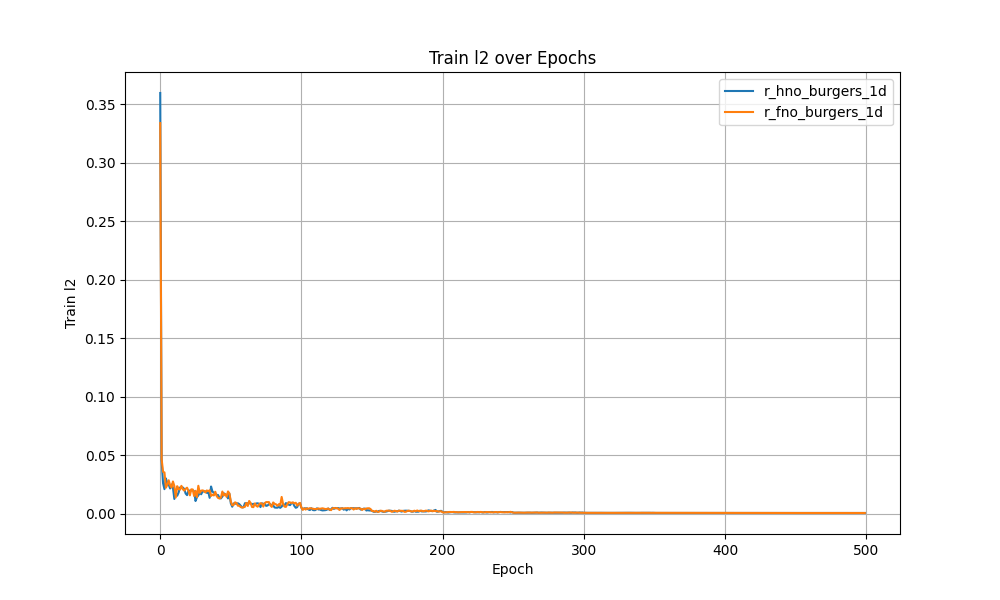 Train l2 over Epochs
r_hno_burgers_1d
r_fno_burgers_1d
Train l2
0.35
0.30
0.25
0.20
0.15
0.10
0.05
0.00
0 100 200 300 400 500
Epoch